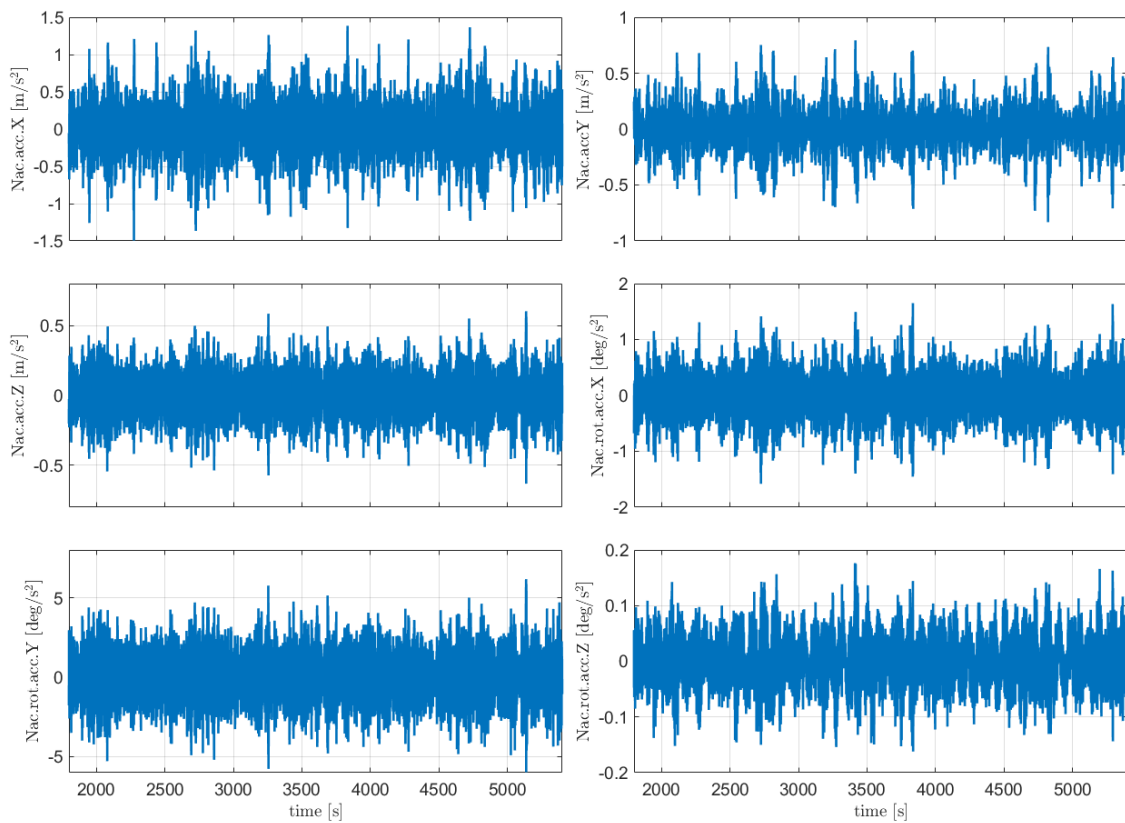 1.5
1
0.5
0
-0.5
-1
-1.5
Nac.acc.X [m/s²]
1
0.5
0
-0.5
-1
Nac.accY [m/s²]
0.5
0
-0.5
Nac.acc.Z [m/s²]
2
1
0
-1
-2
Nac.rot.acc.X [deg/s²]
5
0
-5
Nac.rot.acc.Y [deg/s²]
2000 2500 3000 3500 4000 4500 5000
time [s]
0.2
0.1
0
-0.1
-0.2
Nac.rot.acc.Z [deg/s²]
2000 2500 3000 3500 4000 4500 5000
time [s]